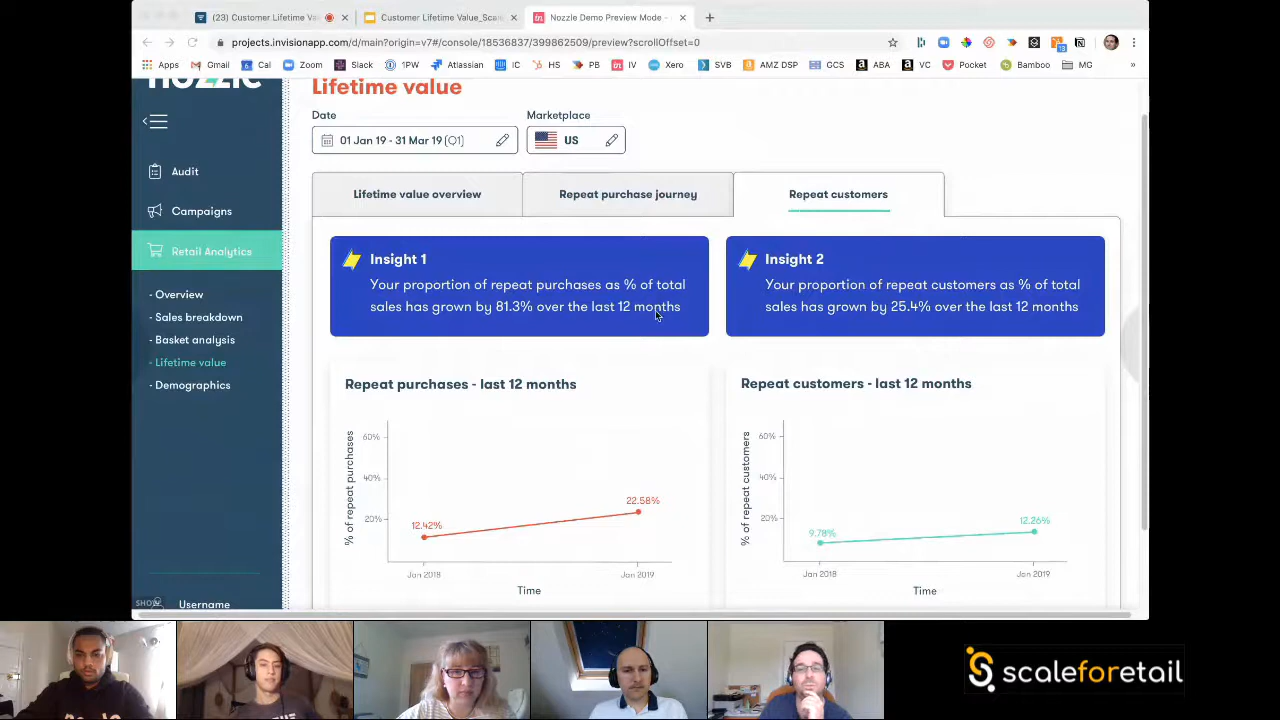 (23) Customer Lifetime Va
Customer Lifetime Value_Scal
Nozzle Demo Preview Mode -
projects.invisionapp.com/d/main?origin=v7#/console/18536837/399862509/preview?scrollOffset=0
Apps
Gmail
Cal
Zoom
Slack
1PW
Atlassian
IC
HS
PB
IV
Xero
SVB
AMZ DSP
GCS
ABA
VC
Pocket
Bamboo
MG
nozzle
Lifetime value
Date
Marketplace
01 Jan 19 - 31 Mar 19 (Q1)
US
Audit
Campaigns
Retail Analytics
- Overview
- Sales breakdown
- Basket analysis
- Lifetime value
- Demographics
SHOW
Username
Lifetime value overview
Repeat purchase journey
Repeat customers
Insight 1
Your proportion of repeat purchases as % of total
sales has grown by 81.3% over the last 12 months
Insight 2
Your proportion of repeat customers as % of total
sales has grown by 25.4% over the last 12 months
Repeat purchases - last 12 months
% of repeat purchases
60%
40%
20%
12.42%
22.58%
Jan 2018
Jan 2019
Time
Repeat customers - last 12 months
% of repeat customers
60%
40%
20%
9.78%
12.26%
Jan 2018
Jan 2019
Time
scaleforetail